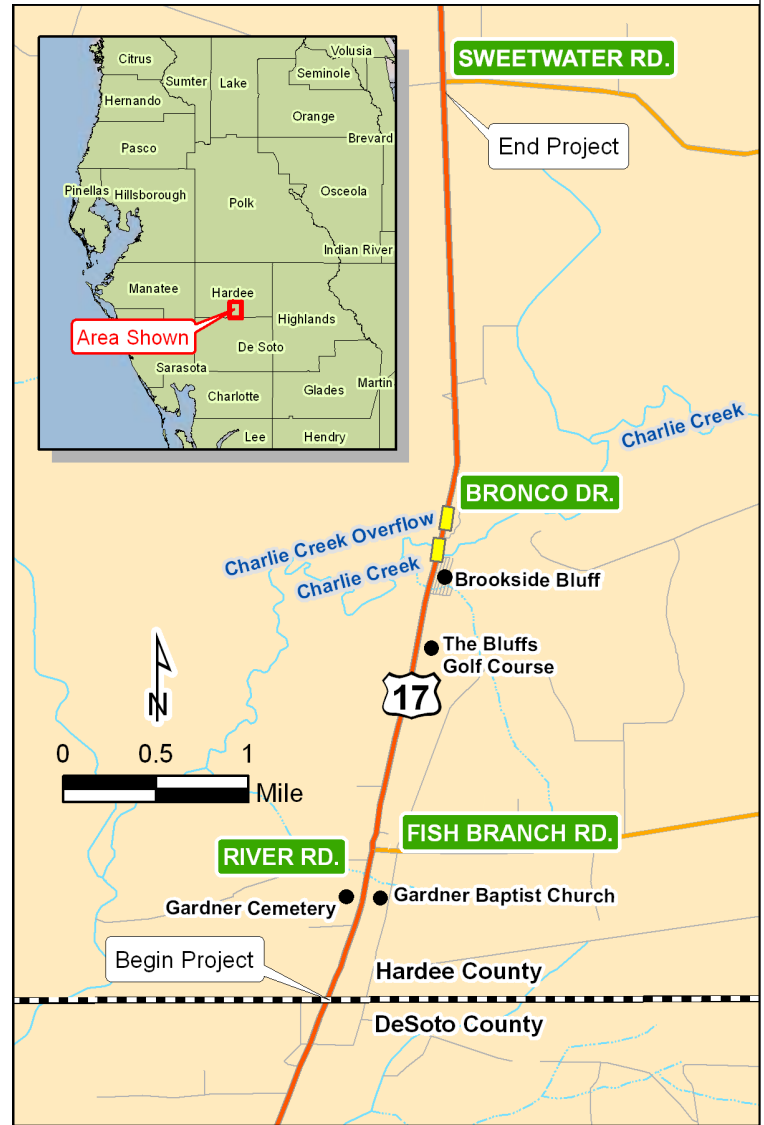 Citrus
Volusia
Sumter
Lake
Seminole
Hernando
Orange
Brevard
Pasco
Pinellas
Hillsborough
Polk
Osceola
Indian River
Manatee
Hardee
Highlands
Area Shown
De Soto
Sarasota
Charlotte
Glades
Martin
Lee
Hendry
SWEETWATER RD.
End Project
Charlie Creek
BRONCO DR.
Charlie Creek Overflow
Charlie Creek
Brookside Bluff
The Bluffs
Golf Course
17
N
0 0.5 1
Mile
FISH BRANCH RD.
RIVER RD.
Gardner Cemetery
Gardner Baptist Church
Begin Project
Hardee County
DeSoto County